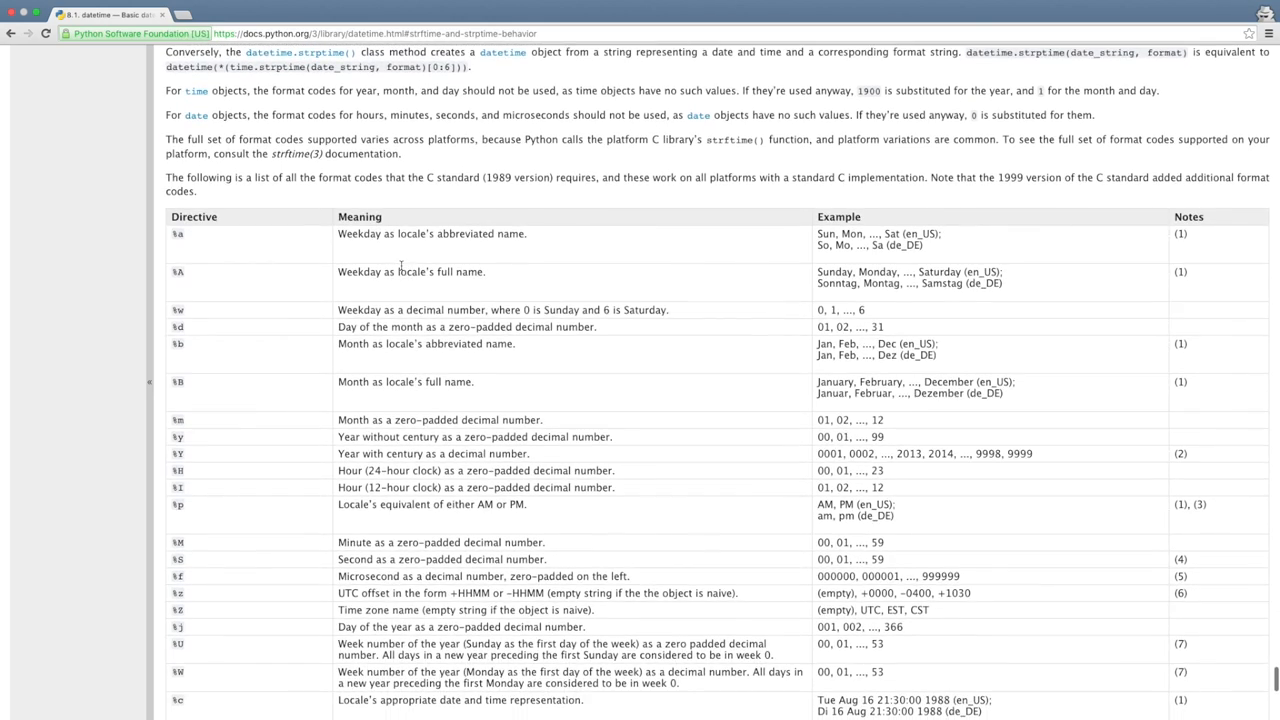 8.1. datetime — Basic dat
Python Software Foundation [US]
https://docs.python.org/3/library/datetime.html#strftime-and-strptime-behavior
Conversely, the datetime.strptime() class method creates a datetime object from a string representing a date and time and a corresponding format string. datetime.strptime(date_string, format) is equivalent to
datetime(*(time.strptime(date_string, format)[0:6])).
For time objects, the format codes for year, month, and day should not be used, as time objects have no such values. If they're used anyway, 1900 is substituted for the year, and 1 for the month and day.
For date objects, the format codes for hours, minutes, seconds, and microseconds should not be used, as date objects have no such values. If they're used anyway, 0 is substituted for them.
The full set of format codes supported varies across platforms, because Python calls the platform C library's strftime() function, and platform variations are common. To see the full set of format codes supported on your
platform, consult the strftime(3) documentation.
The following is a list of all the format codes that the C standard (1989 version) requires, and these work on all platforms with a standard C implementation. Note that the 1999 version of the C standard added additional format
codes.
Directive Meaning Example Notes
%a Weekday as locale's abbreviated name. Sun, Mon, ..., Sat (en_US); (1)
So, Mo, ..., Sa (de_DE)
%A Weekday as locale's full name. Sunday, Monday, ..., Saturday (en_US); (1)
Sonntag, Montag, ..., Samstag (de_DE)
%w Weekday as a decimal number, where 0 is Sunday and 6 is Saturday. 0, 1, ..., 6
%d Day of the month as a zero-padded decimal number. 01, 02, ..., 31
%b Month as locale's abbreviated name. Jan, Feb, ..., Dec (en_US); (1)
Jan, Feb, ..., Dez (de_DE)
%B Month as locale's full name. January, February, ..., December (en_US); (1)
Januar, Februar, ..., Dezember (de_DE)
%m Month as a zero-padded decimal number. 01, 02, ..., 12
%y Year without century as a zero-padded decimal number. 00, 01, ..., 99
%Y Year with century as a decimal number. 0001, 0002, ..., 2013, 2014, ..., 9998, 9999 (2)
%H Hour (24-hour clock) as a zero-padded decimal number. 00, 01, ..., 23
%I Hour (12-hour clock) as a zero-padded decimal number. 01, 02, ..., 12
%p Locale's equivalent of either AM or PM. AM, PM (en_US); (1), (3)
am, pm (de_DE)
%M Minute as a zero-padded decimal number. 00, 01, ..., 59
%S Second as a zero-padded decimal number. 00, 01, ..., 59 (4)
%f Microsecond as a decimal number, zero-padded on the left. 000000, 000001, ..., 999999 (5)
%z UTC offset in the form +HHMM or -HHMM (empty string if the the object is naive). (empty), +0000, -0400, +1030 (6)
%Z Time zone name (empty string if the object is naive). (empty), UTC, EST, CST
%j Day of the year as a zero-padded decimal number. 001, 002, ..., 366
%U Week number of the year (Sunday as the first day of the week) as a zero padded decimal 00, 01, ..., 53 (7)
number. All days in a new year preceding the first Sunday are considered to be in week 0.
%W Week number of the year (Monday as the first day of the week) as a decimal number. All days in 00, 01, ..., 53 (7)
a new year preceding the first Monday are considered to be in week 0.
%c Locale's appropriate date and time representation. Tue Aug 16 21:30:00 1988 (en_US); (1)
Di 16 Aug 21:30:00 1988 (de_DE)
«